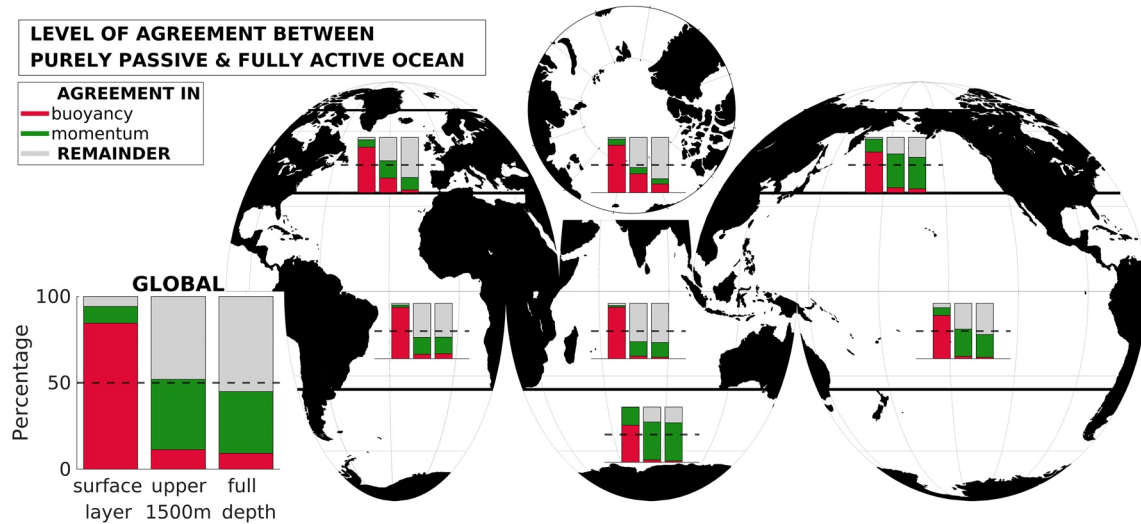 LEVEL OF AGREEMENT BETWEEN
PURELY PASSIVE & FULLY ACTIVE OCEAN
AGREEMENT IN
buoyancy
momentum
REMAINDER
GLOBAL
100
50
0
Percentage
surface layer
upper 1500m
full depth